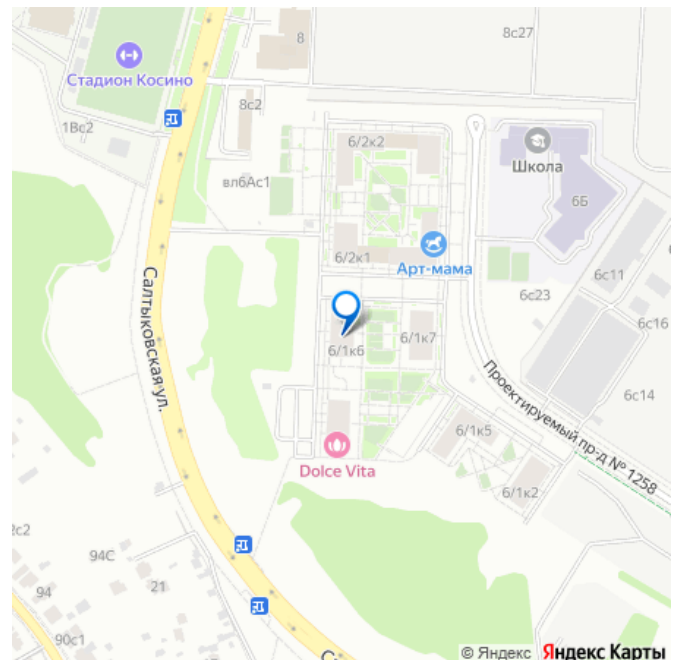 8
8с27
Стадион Косино
8с2
1Вс2
6/2к2
Школа
6Б
вл6Ас1
6/2к1
Арт-мама
6с11
6с23
6с16
Салтыковская ул.
6/1к6
6/1к7
Проектируемый пр-д № 1258
6с14
6/1к5
Dolce Vita
6/1к2
94С
21
94
90с1
© Яндекс Яндекс Карты